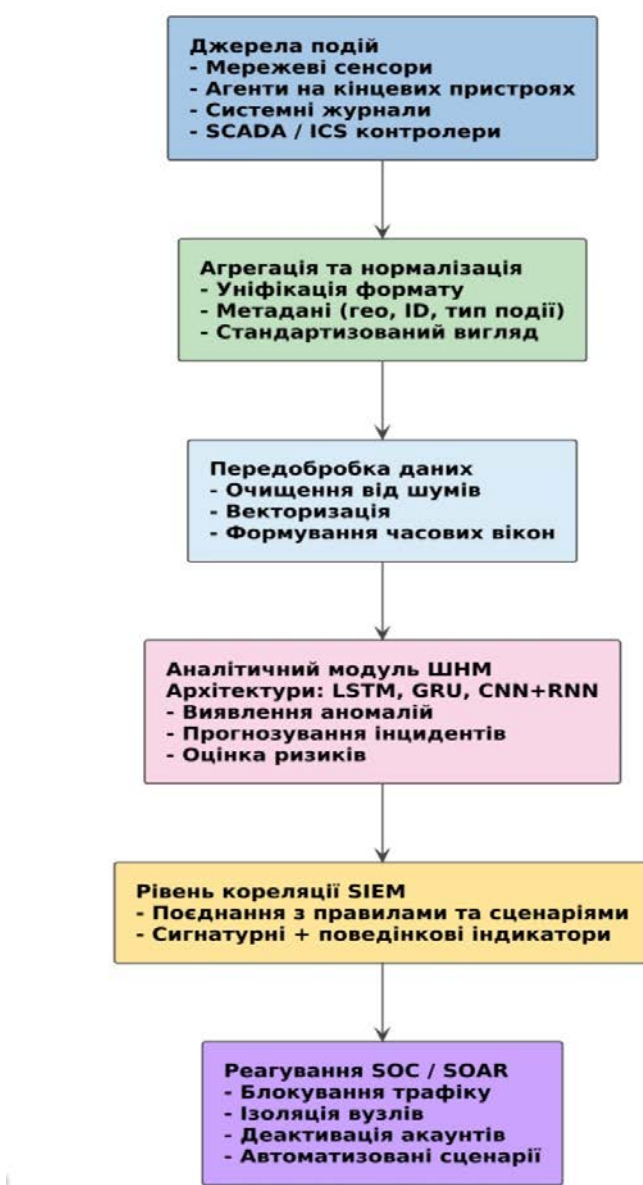 Джерела подій
- Мережеві сенсори
- Агенти на кінцевих пристроях
- Системні журнали
- SCADA / ICS контролери
Агрегація та нормалізація
- Уніфікація формату
- Метадані (гео, ID, тип події)
- Стандартизований вигляд
Передобробка даних
- Очищення від шумів
- Векторизація
- Формування часових вікон
Аналітичний модуль ШНМ
Архітектури: LSTM, GRU, CNN+RNN
- Виявлення аномалій
- Прогнозування інцидентів
- Оцінка ризиків
Рівень кореляції SIEM
- Поєднання з правилами та сценаріями
- Сигнатурні + поведінкові індикатори
Реагування SOC / SOAR
- Блокування трафіку
- Ізоляція вузлів
- Деактивація акаунтів
- Автоматизовані сценарії